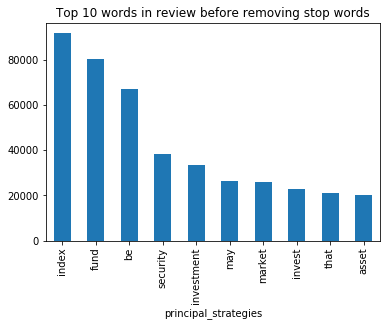 Top 10 words in review before removing stop words
80000
60000
40000
20000
0
index
fund
be
security
investment
may
market
invest
that
asset
principal_strategies